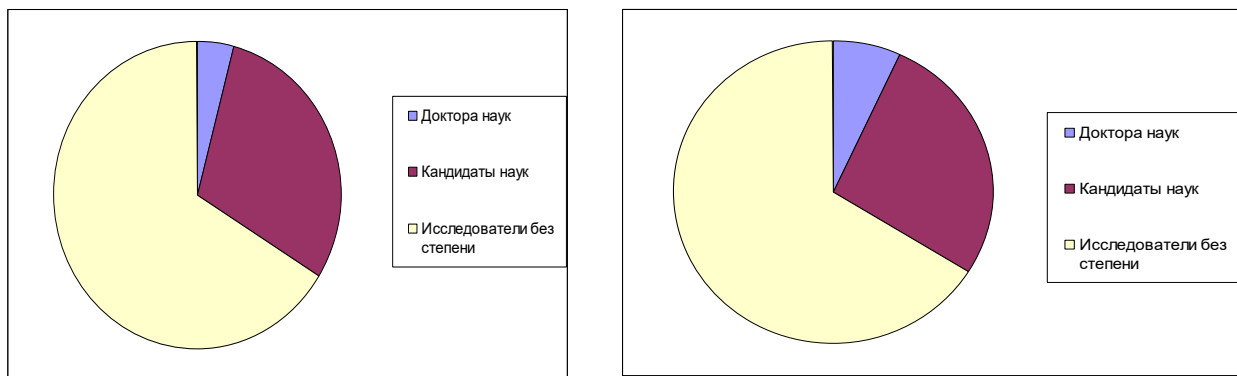 Доктора наук
Кандидаты наук
Исследователи без
степени
Доктора наук
Кандидаты наук
Исследователи без
степени